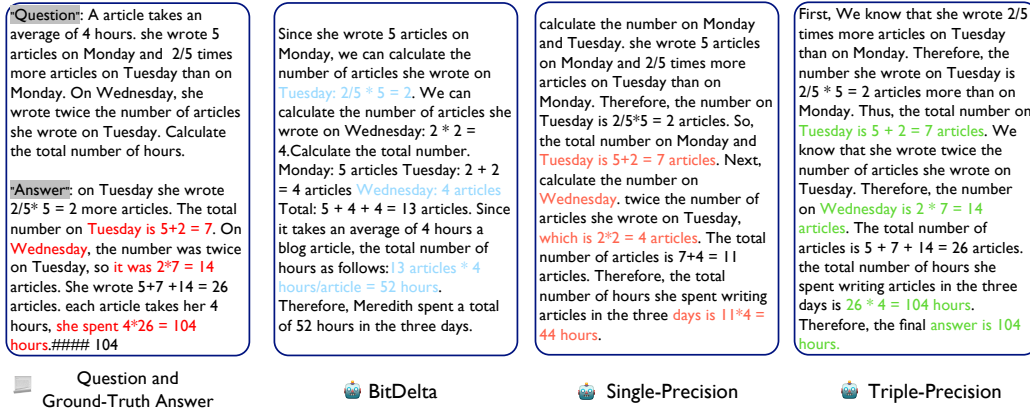 "Question": A article takes an
average of 4 hours. she wrote 5
articles on Monday and 2/5 times
more articles on Tuesday than on
Monday. On Wednesday, she
wrote twice the number of articles
she wrote on Tuesday. Calculate
the total number of hours.
"Answer": on Tuesday she wrote
2/5* 5 = 2 more articles. The total
number on Tuesday is 5+2 = 7. On
Wednesday, the number was twice
on Tuesday, so it was 2*7 = 14
articles. She wrote 5+7 +14 = 26
articles. each article takes her 4
hours, she spent 4*26 = 104
hours.##### 104
Question and
Ground-Truth Answer
Since she wrote 5 articles on
Monday, we can calculate the
number of articles she wrote on
Tuesday: 2/5 * 5 = 2. We can
calculate the number of articles she
wrote on Wednesday: 2 * 2 =
4.Calculate the total number.
Monday: 5 articles Tuesday: 2 + 2
= 4 articles Wednesday: 4 articles
Total: 5 + 4 + 4 = 13 articles. Since
it takes an average of 4 hours a
blog article, the total number of
hours as follows:13 articles * 4
hours/article = 52 hours.
Therefore, Meredith spent a total
of 52 hours in the three days.
BitDelta
calculate the number on Monday
and Tuesday. she wrote 5 articles
on Monday and 2/5 times more
articles on Tuesday than on
Monday. Therefore, the number on
Tuesday is 2/5*5 = 2 articles. So,
the total number on Monday and
Tuesday is 5+2 = 7 articles. Next,
calculate the number on
Wednesday. twice the number of
articles she wrote on Tuesday,
which is 2*2 = 4 articles. The total
number of articles is 7+4 = 11
articles. Therefore, the total
number of hours she spent writing
articles in the three days is 11*4 =
44 hours.
Single-Precision
First, We know that she wrote 2/5
times more articles on Tuesday
than on Monday. Therefore, the
number she wrote on Tuesday is
2/5 * 5 = 2 articles more than on
Monday. Thus, the total number on
Tuesday is 5 + 2 = 7 articles. We
know that she wrote twice the
number of articles she wrote on
Tuesday. Therefore, the number
on Wednesday is 2 * 7 = 14
articles. The total number of
articles is 5 + 7 + 14 = 26 articles.
the total number of hours she
spent writing articles in the three
days is 26 * 4 = 104 hours.
Therefore, the final answer is 104
hours.
Triple-Precision